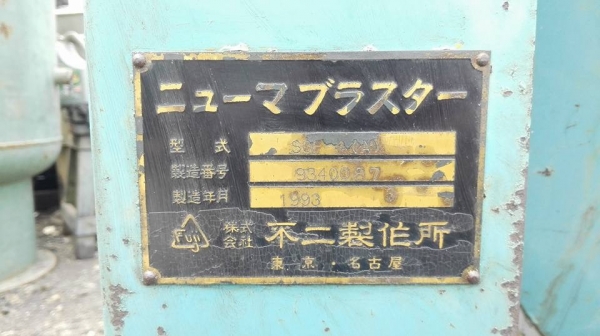 ニューマブラスター
型式
製造番号
製造年月 1993
Fuji 株式会社 不二製作所
東京・名古屋